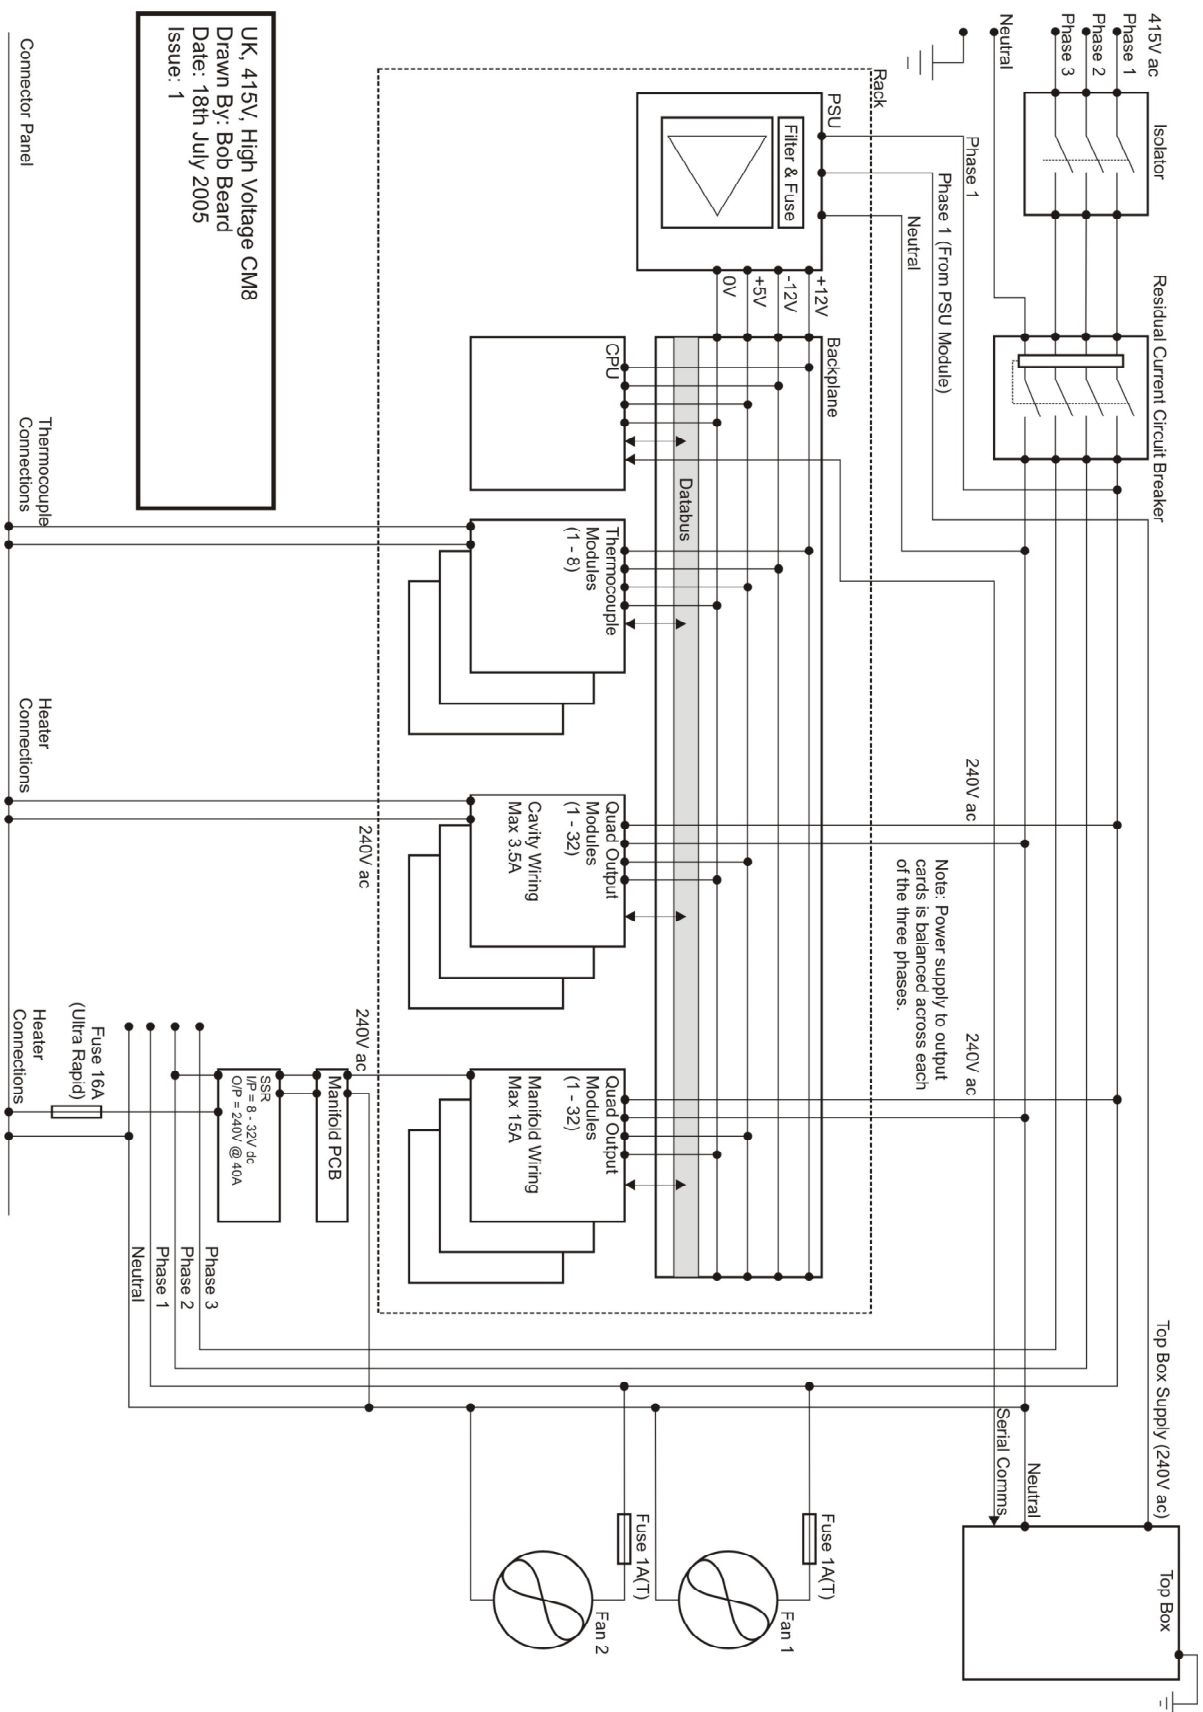 415V ac
Phase 1
Phase 2
Phase 3
Neutral
Isolator
Residual Current Circuit Breaker
Top Box Supply (240V ac)
Top Box
Neutral
Serial Comms
Phase 1
Phase 1 (From PSU Module)
Neutral
240V ac
240V ac
Note: Power supply to output
cards is balanced across each
of the three phases.
Rack
PSU
Filter & Fuse
+12V
-12V
+5V
0V
Backplane
Databus
CPU
Thermocouple
Modules
(1 - 8)
Quad Output
Modules
(1 - 32)
Cavity Wiring
Max 3.5A
Quad Output
Modules
(1 - 32)
Manifold Wiring
Max 15A
Fuse 1A(T)
Fan 1
Fuse 1A(T)
Fan 2
240V ac
240V ac
Manifold PCB
SSR
I/P = 8 - 32V dc
O/P = 240V @ 40A
Phase 3
Phase 2
Phase 1
Neutral
Fuse 16A
(Ultra Rapid)
UK, 415V, High Voltage CM8
Drawn By: Bob Beard
Date: 18th July 2005
Issue: 1
Connector Panel
Thermocouple
Connections
Heater
Connections
Heater
Connections